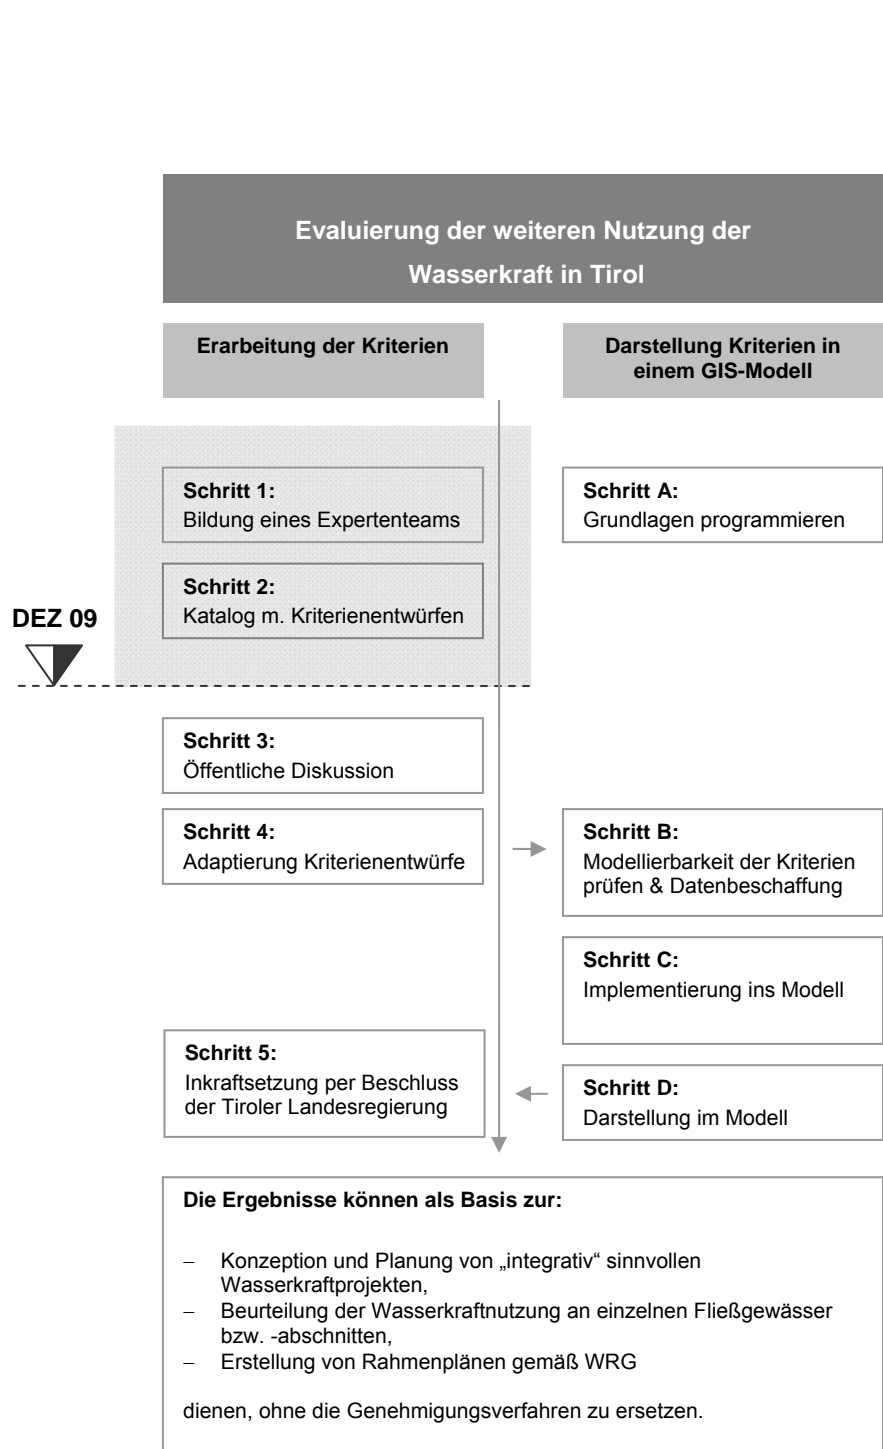 Evaluierung der weiteren Nutzung der
Wasserkraft in Tirol
Erarbeitung der Kriterien
Darstellung Kriterien in
einem GIS-Modell
Schritt 1:
Bildung eines Expertenteams
Schritt A:
Grundlagen programmieren
Schritt 2:
Katalog m. Kriterienentwürfen
DEZ 09
Schritt 3:
Öffentliche Diskussion
Schritt 4:
Adaptierung Kriterienentwürfe
Schritt B:
Modellierbarkeit der Kriterien
prüfen & Datenbeschaffung
Schritt C:
Implementierung ins Modell
Schritt 5:
Inkraftsetzung per Beschluss
der Tiroler Landesregierung
Schritt D:
Darstellung im Modell
Die Ergebnisse können als Basis zur:
– Konzeption und Planung von „integrativ“ sinnvollen
Wasserkraftprojekten,
– Beurteilung der Wasserkraftnutzung an einzelnen Fließgewässer
bzw. -abschnitten,
– Erstellung von Rahmenplänen gemäß WRG
dienen, ohne die Genehmigungsverfahren zu ersetzen.